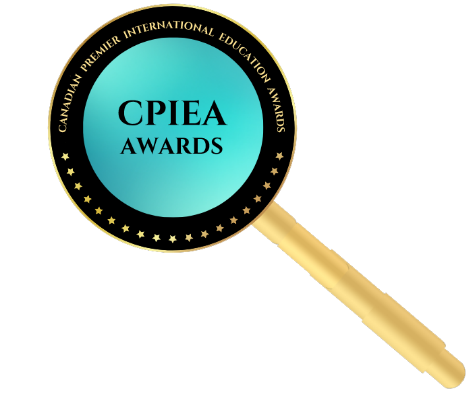 CANADIAN PREMIER INTERNATIONAL EDUCATION AWARDS
CPIEA
AWARDS